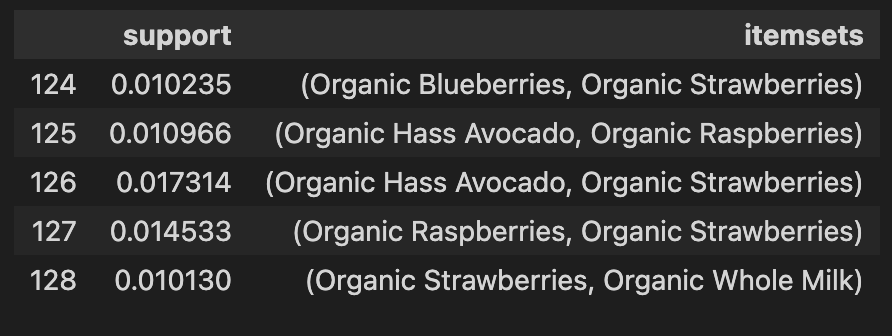 support itemsets
124 0.010235 (Organic Blueberries, Organic Strawberries)
125 0.010966 (Organic Hass Avocado, Organic Raspberries)
126 0.017314 (Organic Hass Avocado, Organic Strawberries)
127 0.014533 (Organic Raspberries, Organic Strawberries)
128 0.010130 (Organic Strawberries, Organic Whole Milk)